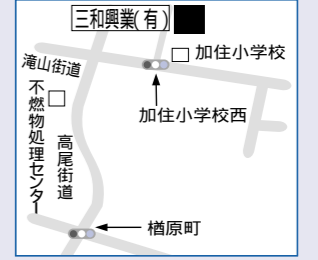 三和興業(有)
加住小学校
滝山街道
加住小学校西
不燃物処理センター
高尾街道
楢原町